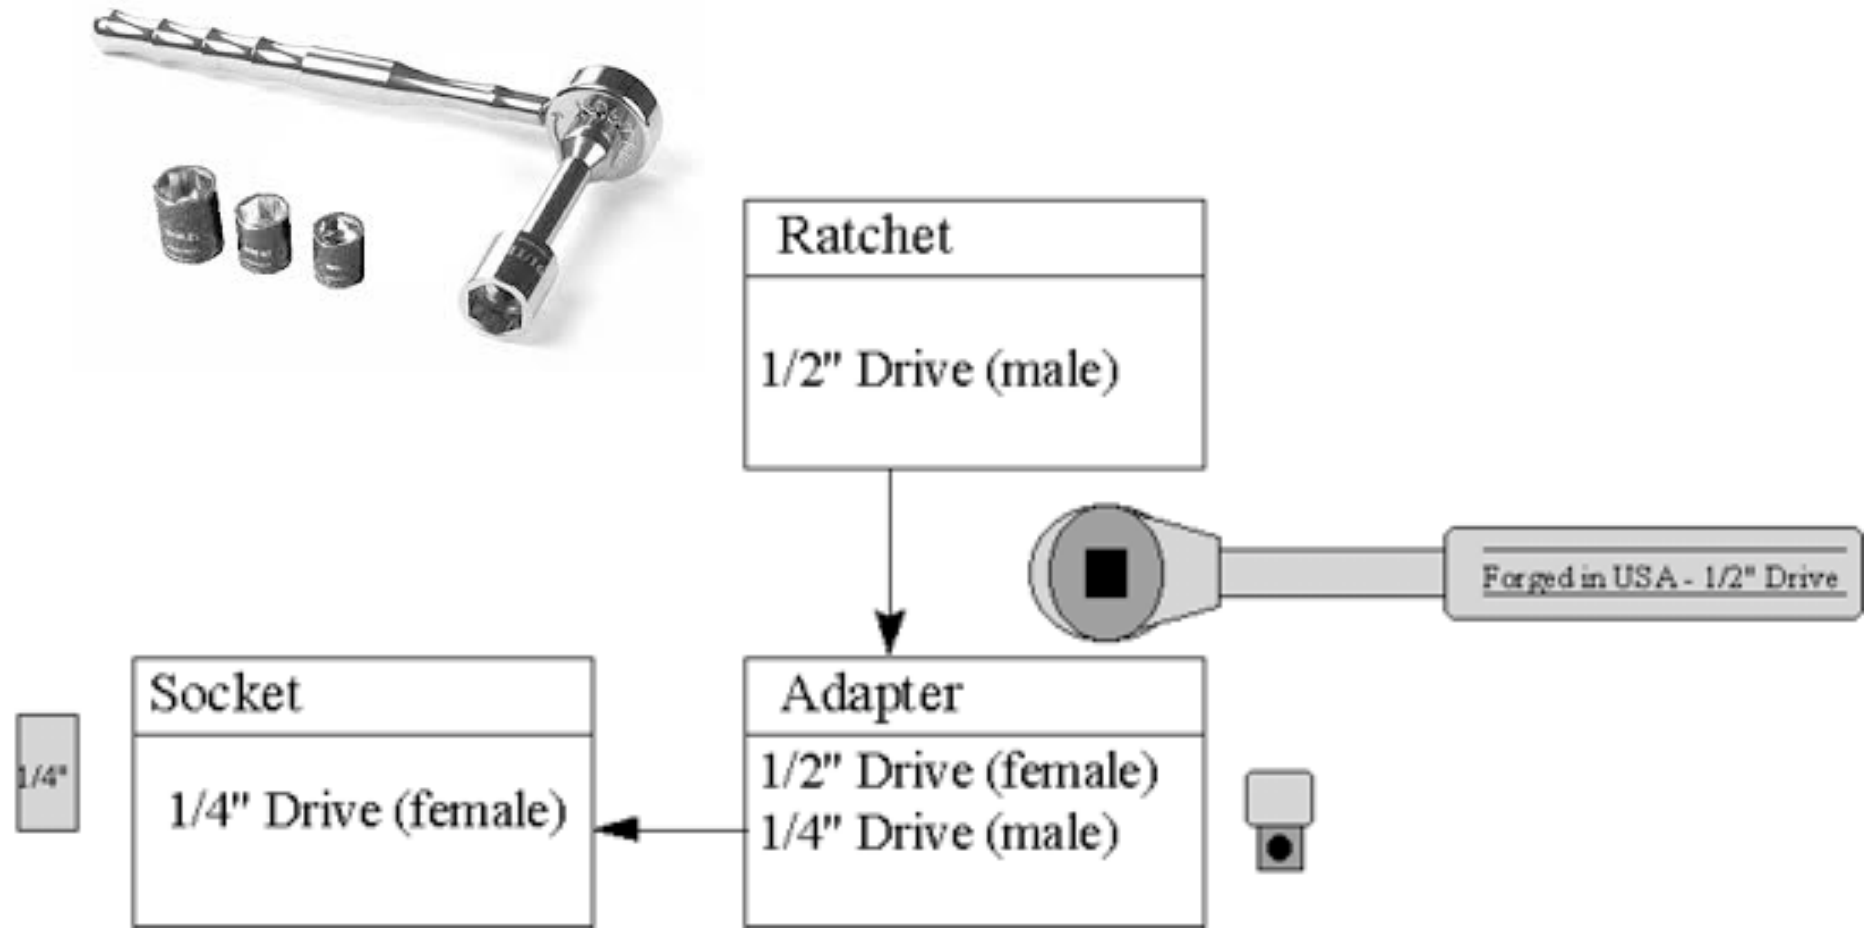 Ratchet
1/2" Drive (male)
Forged in USA - 1/2" Drive
Socket
1/4" Drive (female)
1/4"
Adapter
1/2" Drive (female)
1/4" Drive (male)